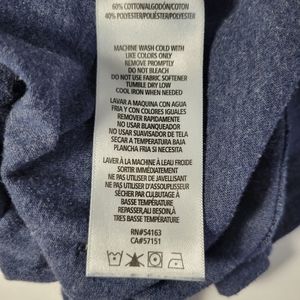 60% COTTON/ALGODÓN/COTON
40% POLYESTER/POLIÉSTER/POLYESTER
MACHINE WASH COLD WITH
LIKE COLORS ONLY
REMOVE PROMPTLY
DO NOT BLEACH
DO NOT USE FABRIC SOFTENER
TUMBLE DRY LOW
COOL IRON WHEN NEEDED
LAVAR A MAQUINA CON AGUA
FRIA Y CON COLORES IGUALES
REMOVER RAPIDAMENTE
NO USAR BLANQUEADOR
NO USAR SUAVISADOR DE TELA
SECAR A TEMPERATURA BAJA
PLANCHA FRIA SI NECESITA
LAVER À LA MACHINE À L'EAU FROIDE
SORTIR IMMÉDIATEMENT
NE PAS UTILISER DE JAVELLISANT
NE PAS UTILISER D'ASSOUPLISSEUR
SÉCHER PAR CULBUTAGE À
BASSE TEMPÉRATURE
REPASSER,ALI BESOÌN À
TRÈS BASSE TEMPÉRATURE
RN#54163
CA#57151